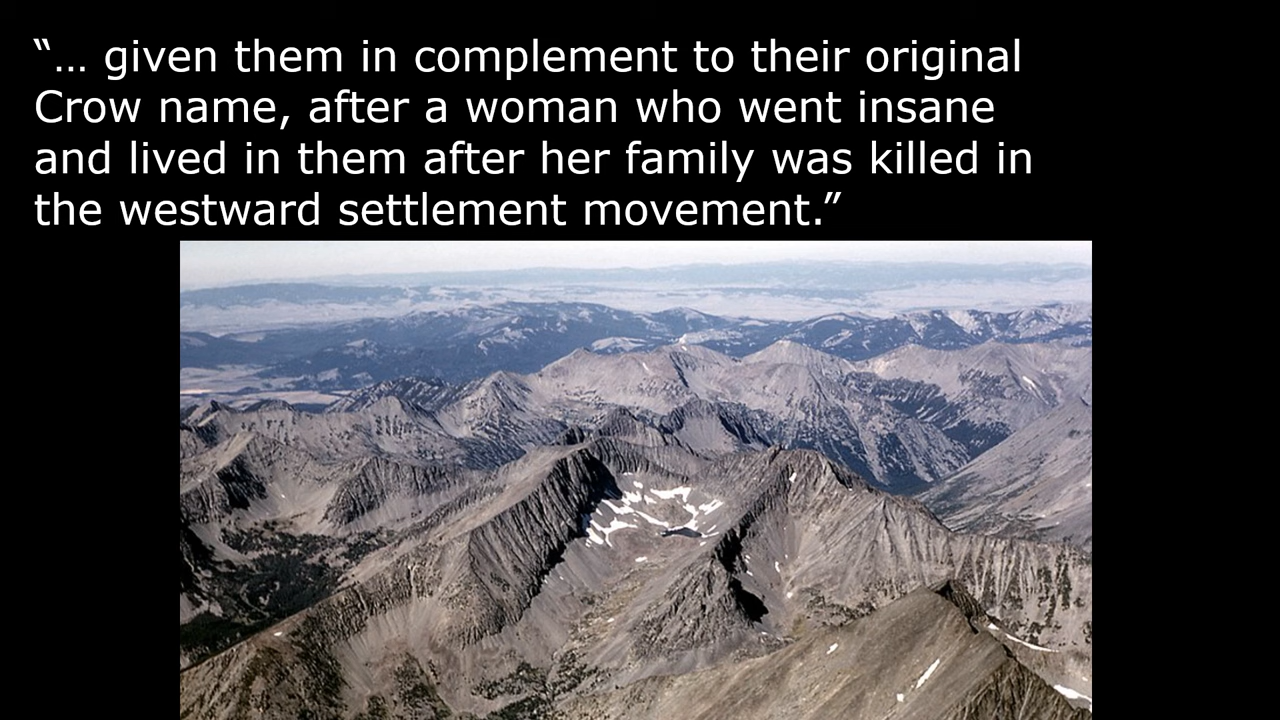 “... given them in complement to their original
Crow name, after a woman who went insane
and lived in them after her family was killed in
the westward settlement movement.”